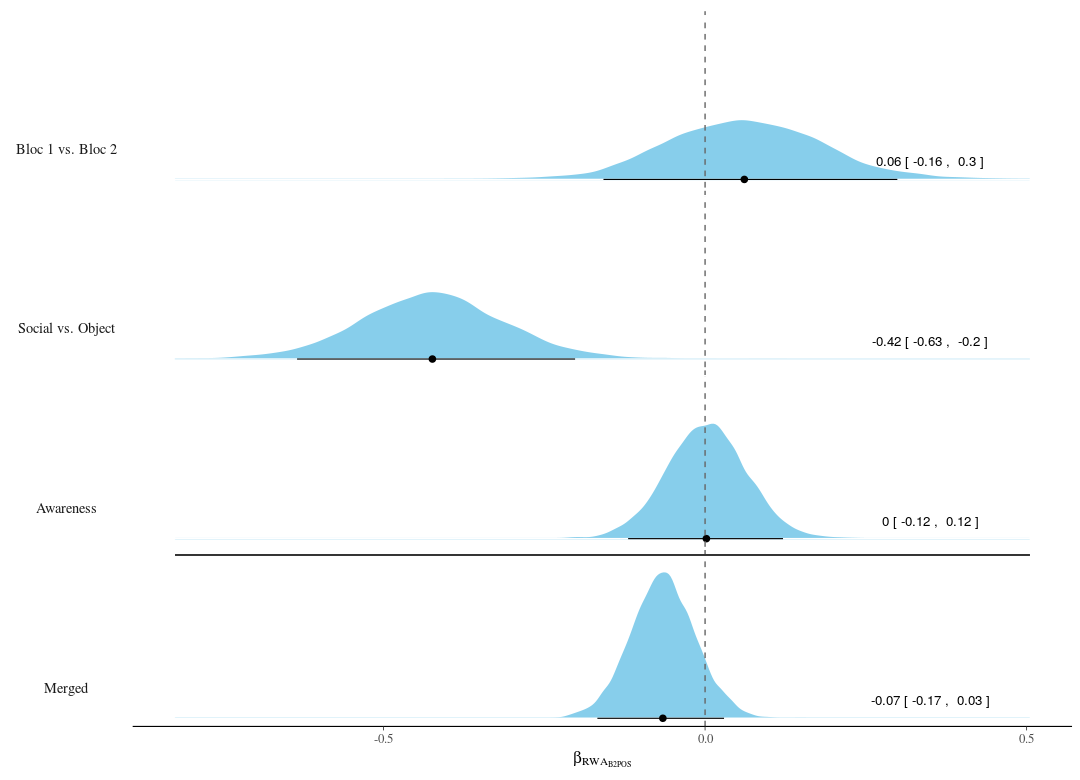 Bloc 1 vs. Bloc 2
0.06 [ -0.16 , 0.3 ]
Social vs. Object
-0.42 [ -0.63 , -0.2 ]
Awareness
0 [ -0.12 , 0.12 ]
Merged
-0.07 [ -0.17 , 0.03 ]
-0.5 0.0 0.5
βRWAB2POS